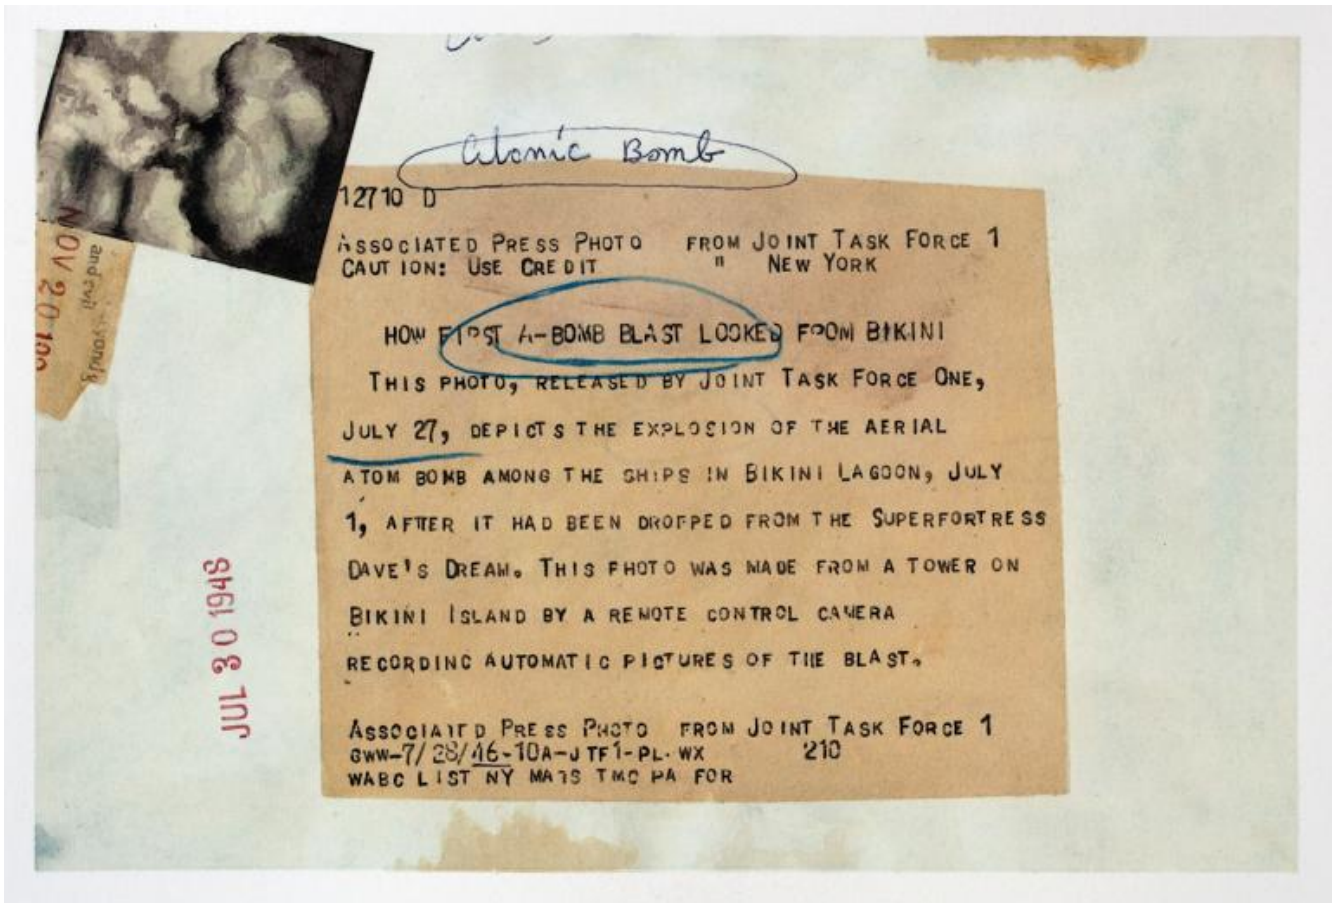 Atomic Bomb
12710 D
ASSOCIATED PRESS PHOTO FROM JOINT TASK FORCE 1
CAUTION: USE CREDIT " NEW YORK
HOW FIRST A-BOMB BLAST LOOKED FROM BIKINI
THIS PHOTO, RELEASED BY JOINT TASK FORCE ONE,
JULY 27, DEPICTS THE EXPLOSION OF THE AERIAL
ATOM BOMB AMONG THE SHIPS IN BIKINI LAGOON, JULY
1, AFTER IT HAD BEEN DROPPED FROM THE SUPERFORTRESS
DAVE'S DREAM. THIS PHOTO WAS MADE FROM A TOWER ON
BIKINI ISLAND BY A REMOTE CONTROL CAMERA
RECORDING AUTOMATIC PICTURES OF THE BLAST.
ASSOCIATED PRESS PHOTO FROM JOINT TASK FORCE 1
GWW-7/28/46-10A-JTF1-PL.WX 210
WABC LIST NY MATS TMC PA FOR
NOV 20
and civil
JUL 30 1946